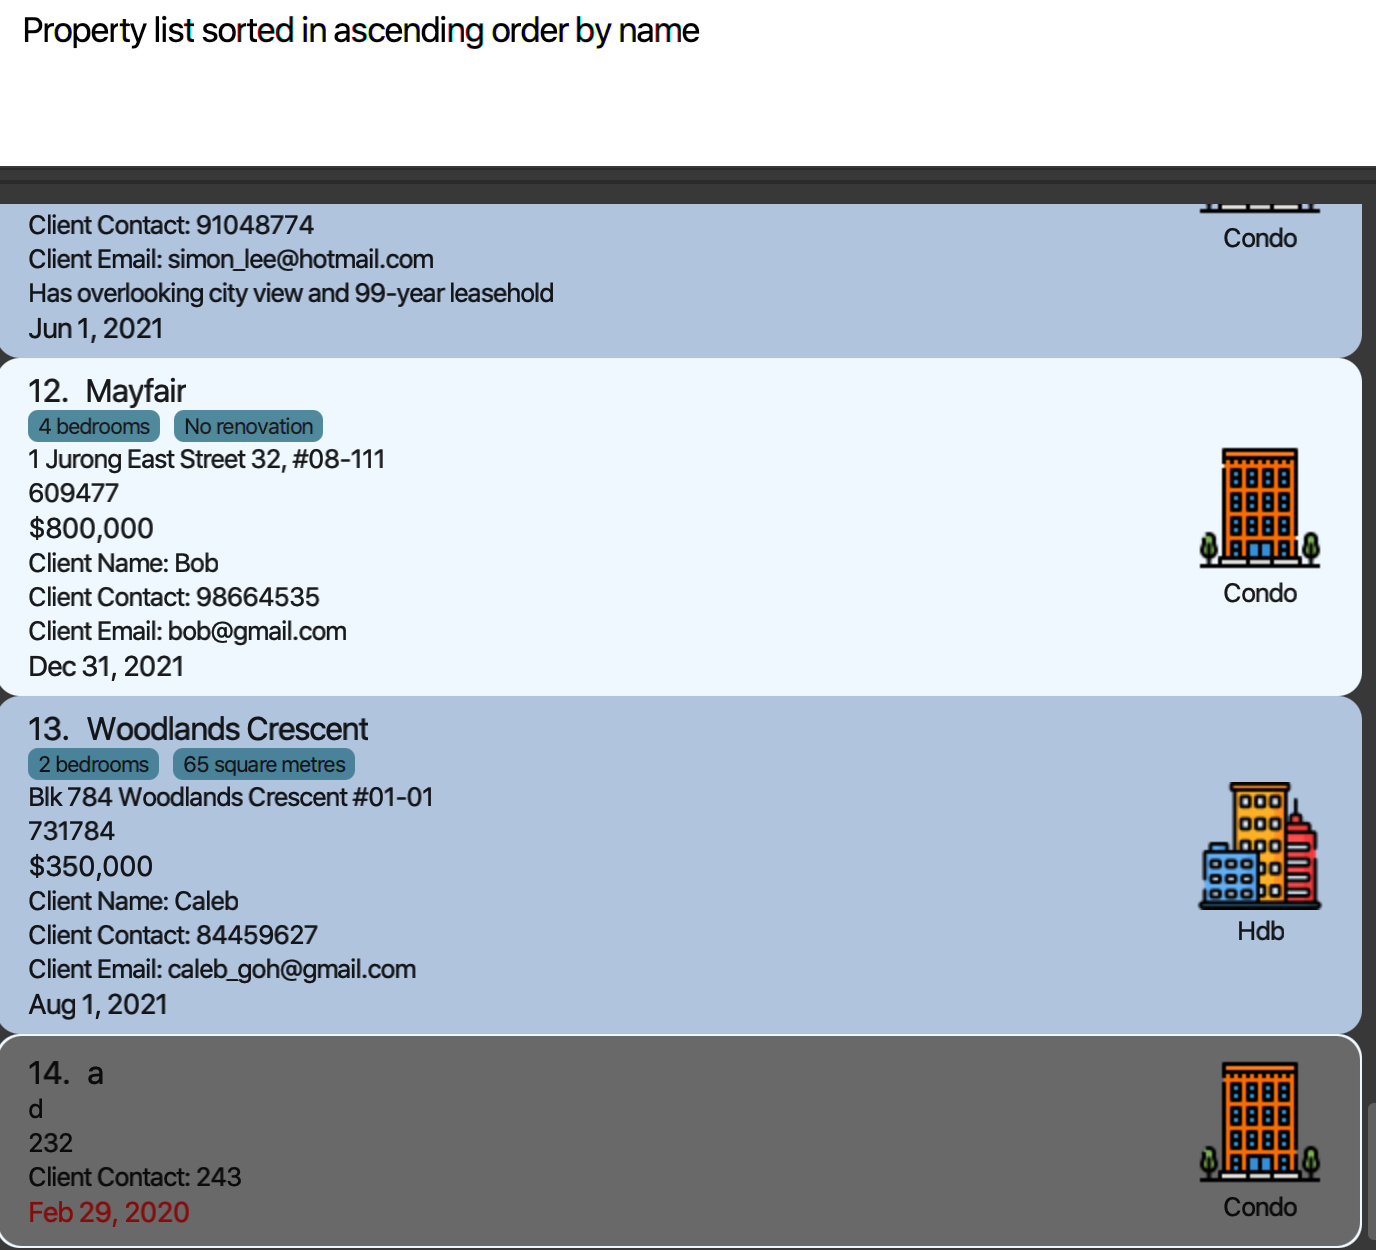 Property list sorted in ascending order by name
Client Contact: 91048774
Condo
Client Email: simon_lee@hotmail.com
Has overlooking city view and 99-year leasehold
Jun 1, 2021
12. Mayfair
4 bedrooms No renovation
1 Jurong East Street 32, #08-111
609477
$800,000
Client Name: Bob
Client Contact: 98664535
Client Email: bob@gmail.com
Dec 31, 2021
Condo
13. Woodlands Crescent
2 bedrooms 65 square metres
Blk 784 Woodlands Crescent #01-01
731784
$350,000
Client Name: Caleb
Client Contact: 84459627
Client Email: caleb_goh@gmail.com
Aug 1, 2021
Hdb
14. a
d
232
Client Contact: 243
Feb 29, 2020
Condo